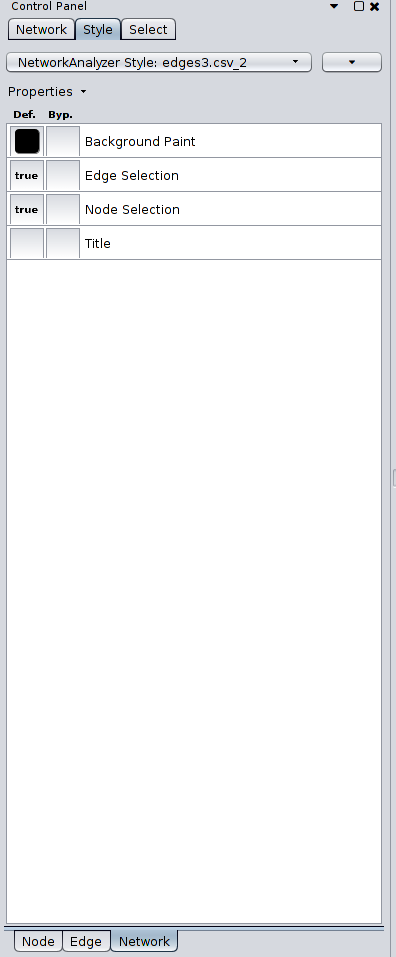 Control Panel
Network Style Select
NetworkAnalyzer Style: edges3.csv_2
Properties
Def. Byp.
Background Paint
true Edge Selection
true Node Selection
Title
Node Edge Network